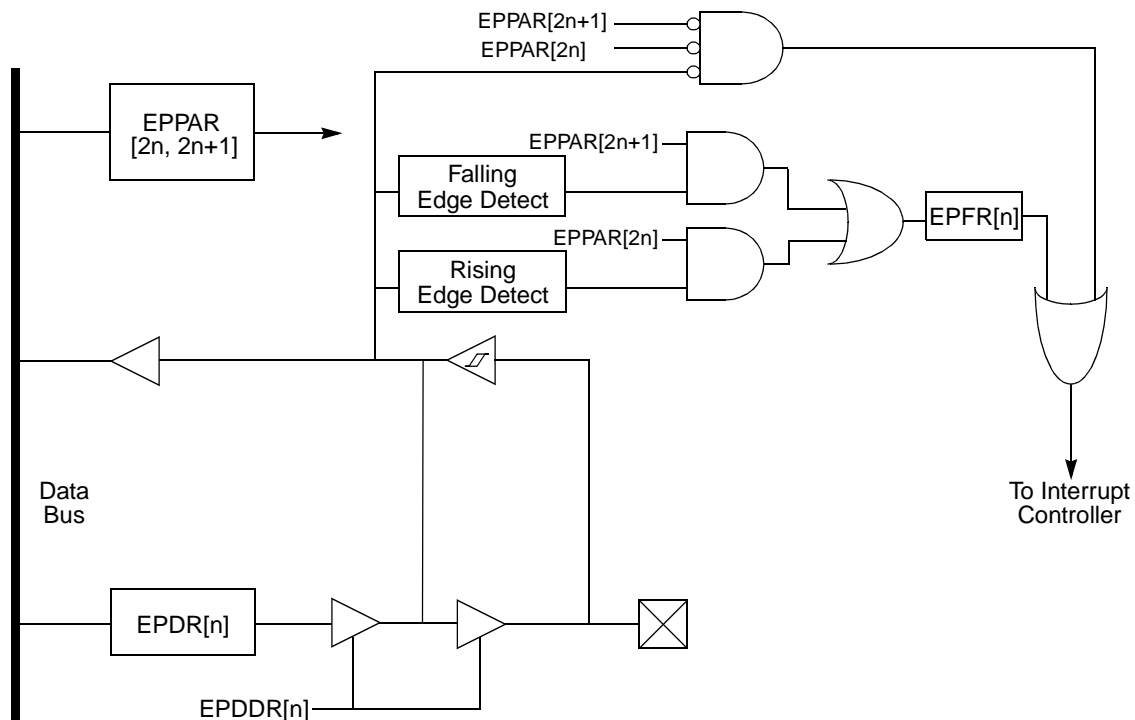 EPPAR[2n+1]
EPPAR[2n]
EPPAR
[2n, 2n+1]
EPPAR[2n+1]
Falling
Edge Detect
EPPAR[2n]
Rising
Edge Detect
EPFR[n]
Data
Bus
To Interrupt
Controller
EPDR[n]
EPDDR[n]